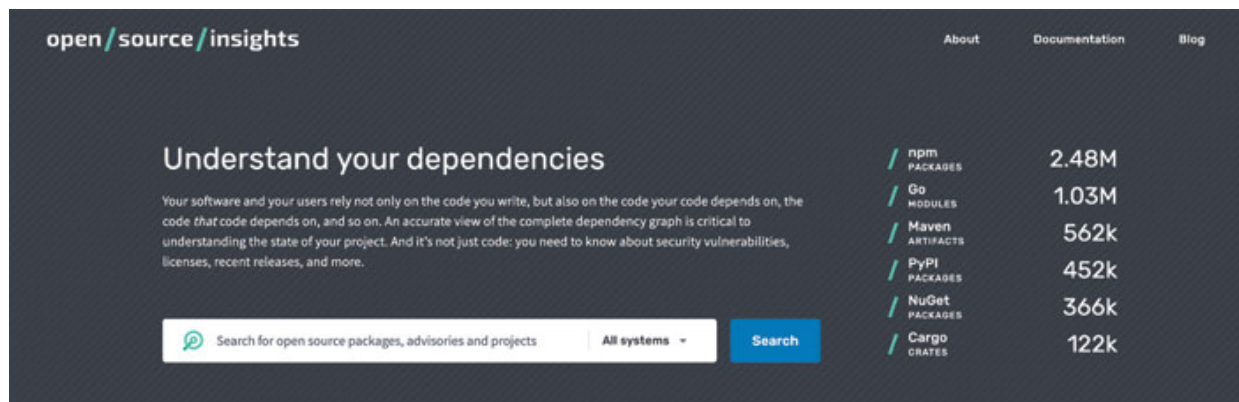 open/source/insights
About Documentation Blog
Understand your dependencies
Your software and your users rely not only on the code you write, but also on the code your code depends on, the
code that code depends on, and so on. An accurate view of the complete dependency graph is critical to
understanding the state of your project. And it's not just code: you need to know about security vulnerabilities,
licenses, recent releases, and more.
Search for open source packages, advisories and projects All systems Search
/ npm
PACKAGES 2.48M
/ Go
MODULES 1.03M
/ Maven
ARTIFACTS 562k
/ PyPI
PACKAGES 452k
/ NuGet
PACKAGES 366k
/ Cargo
CRATES 122k